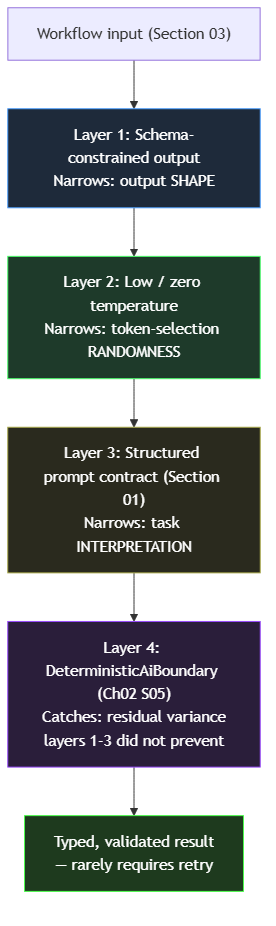 Workflow input (Section 03)
Layer 1: Schema-
constrained output
Narrows: output SHAPE
Layer 2: Low / zero
temperature
Narrows: token-selection
RANDOMNESS
Layer 3: Structured
prompt contract (Section
01)
Narrows: task
INTERPRETATION
Layer 4:
DeterministicAiBoundary
(Ch02 S05)
Catches: residual variance
layers 1-3 did not prevent
Typed, validated result
— rarely requires retry